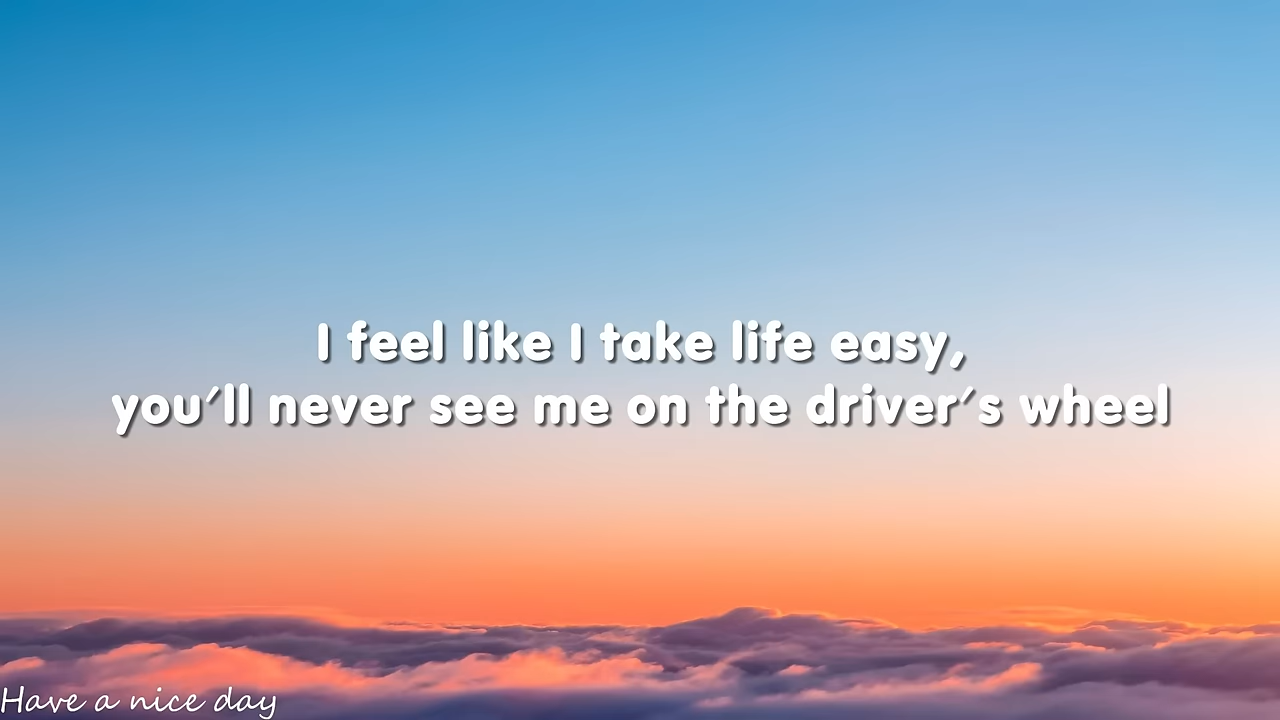 I feel like I take life easy,
you'll never see me on the driver's wheel
Have a nice day